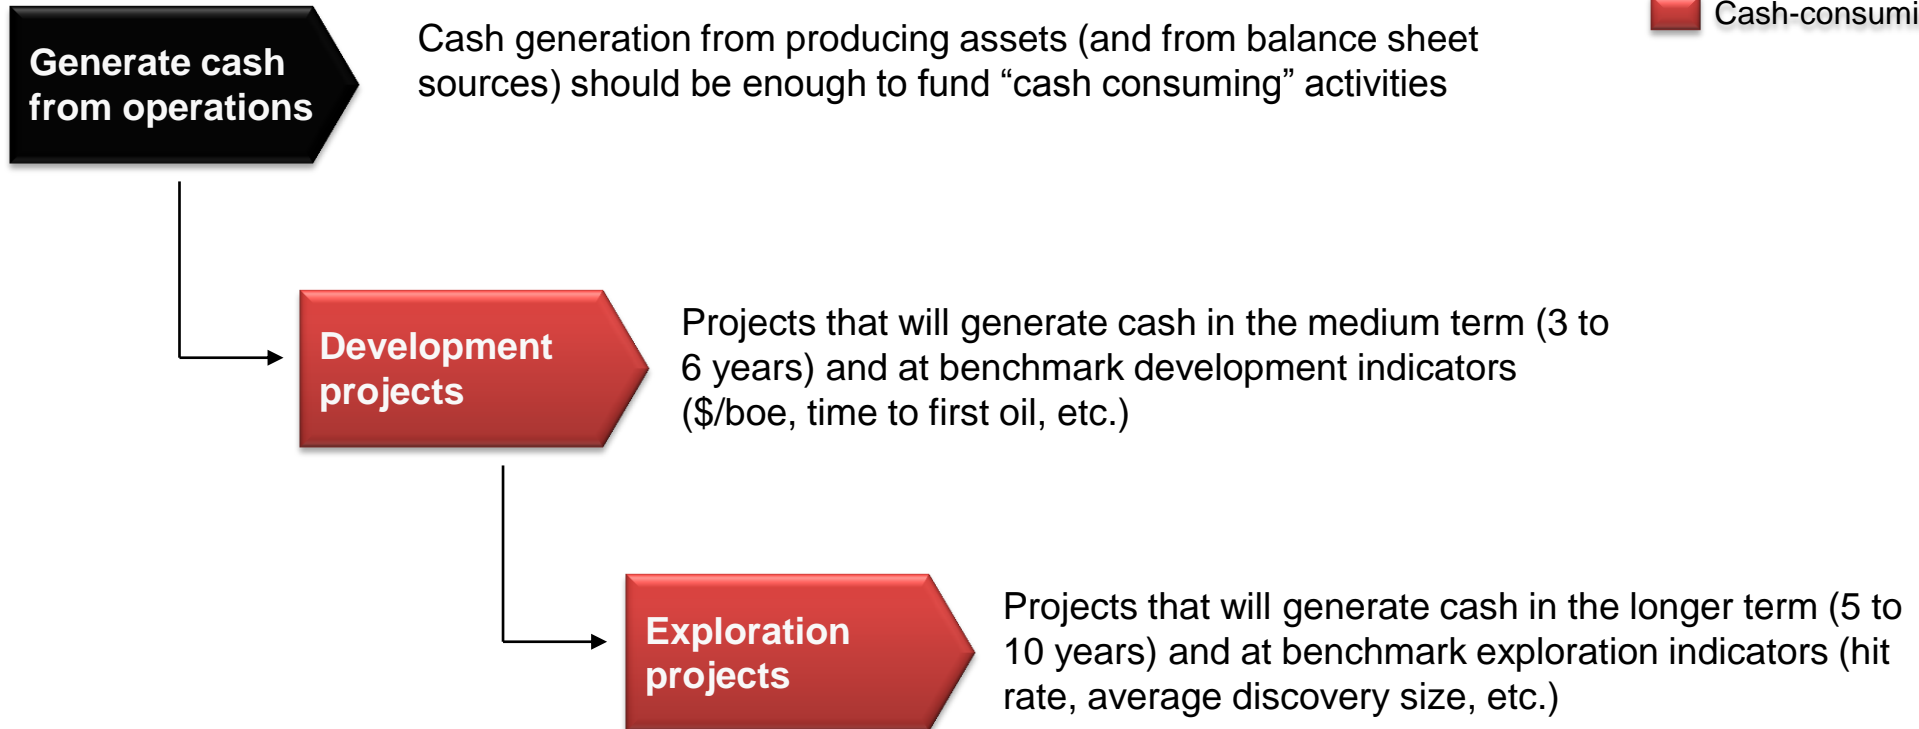 Cash-consumi
Generate cash
from operations
Cash generation from producing assets (and from balance sheet
sources) should be enough to fund “cash consuming” activities
Development
projects
Projects that will generate cash in the medium term (3 to
6 years) and at benchmark development indicators
($/boe, time to first oil, etc.)
Exploration
projects
Projects that will generate cash in the longer term (5 to
10 years) and at benchmark exploration indicators (hit
rate, average discovery size, etc.)